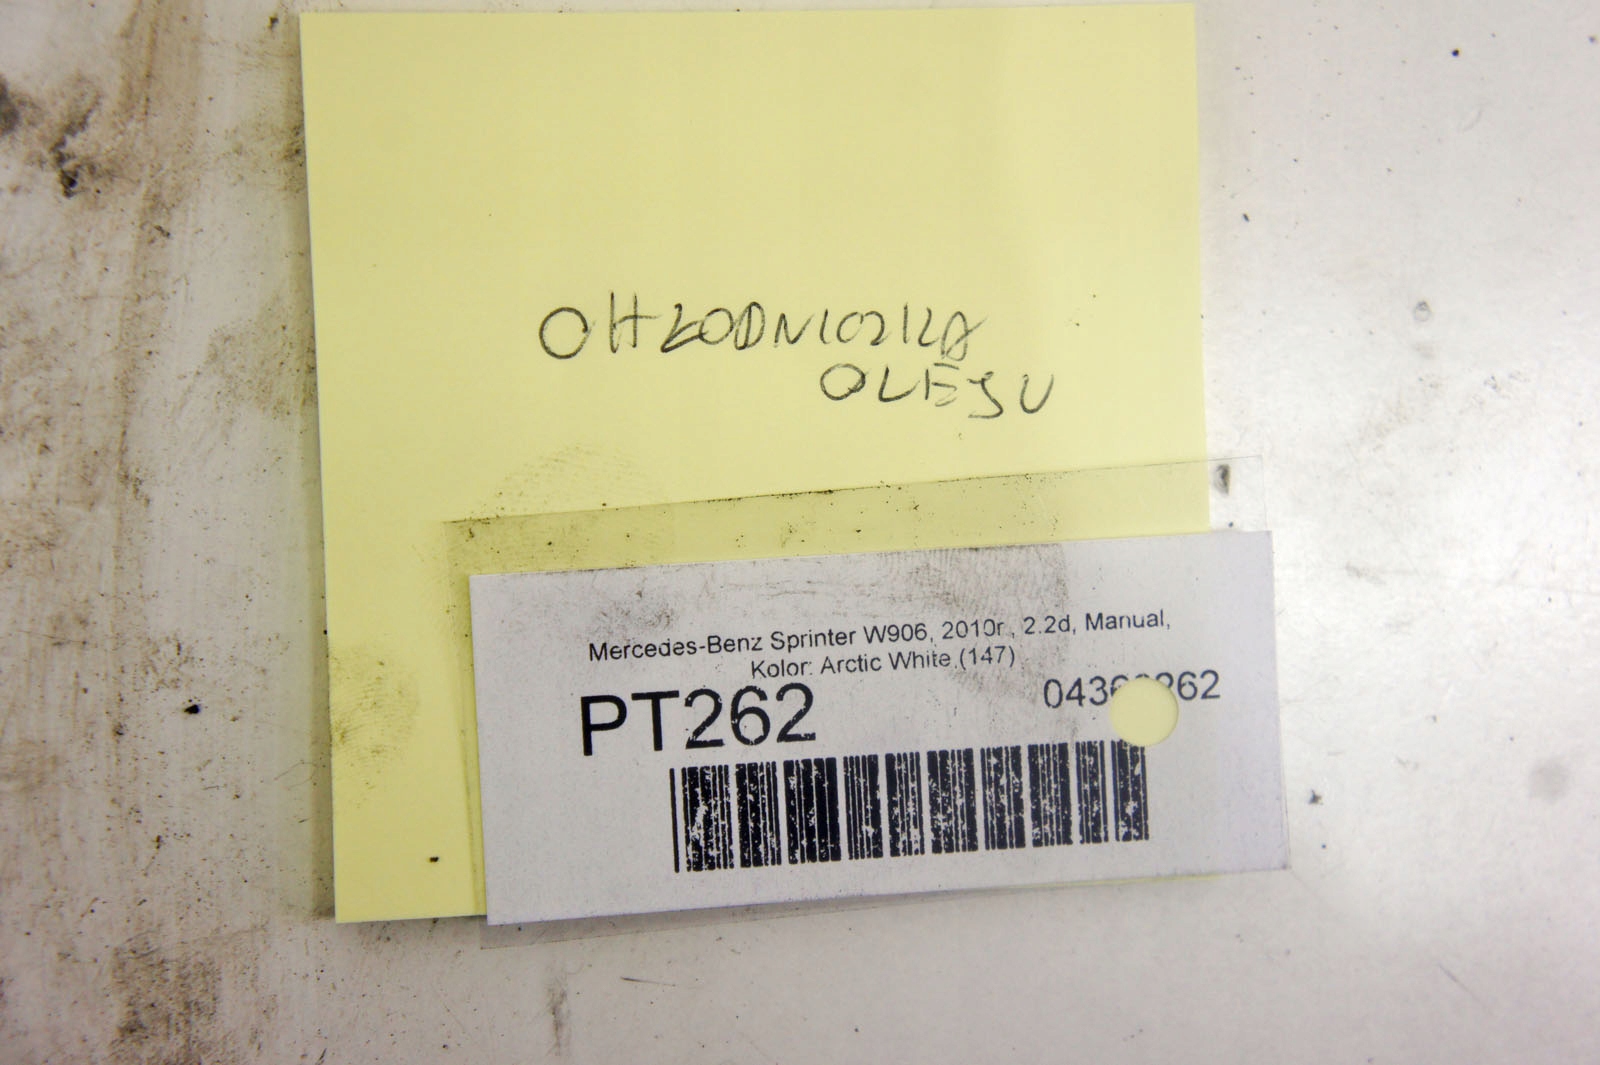 OHŁODNICZKA
OLEJU
Mercedes-Benz Sprinter W906, 2010r., 2.2d, Manual,
Kolor: Arctic White (147)
PT262